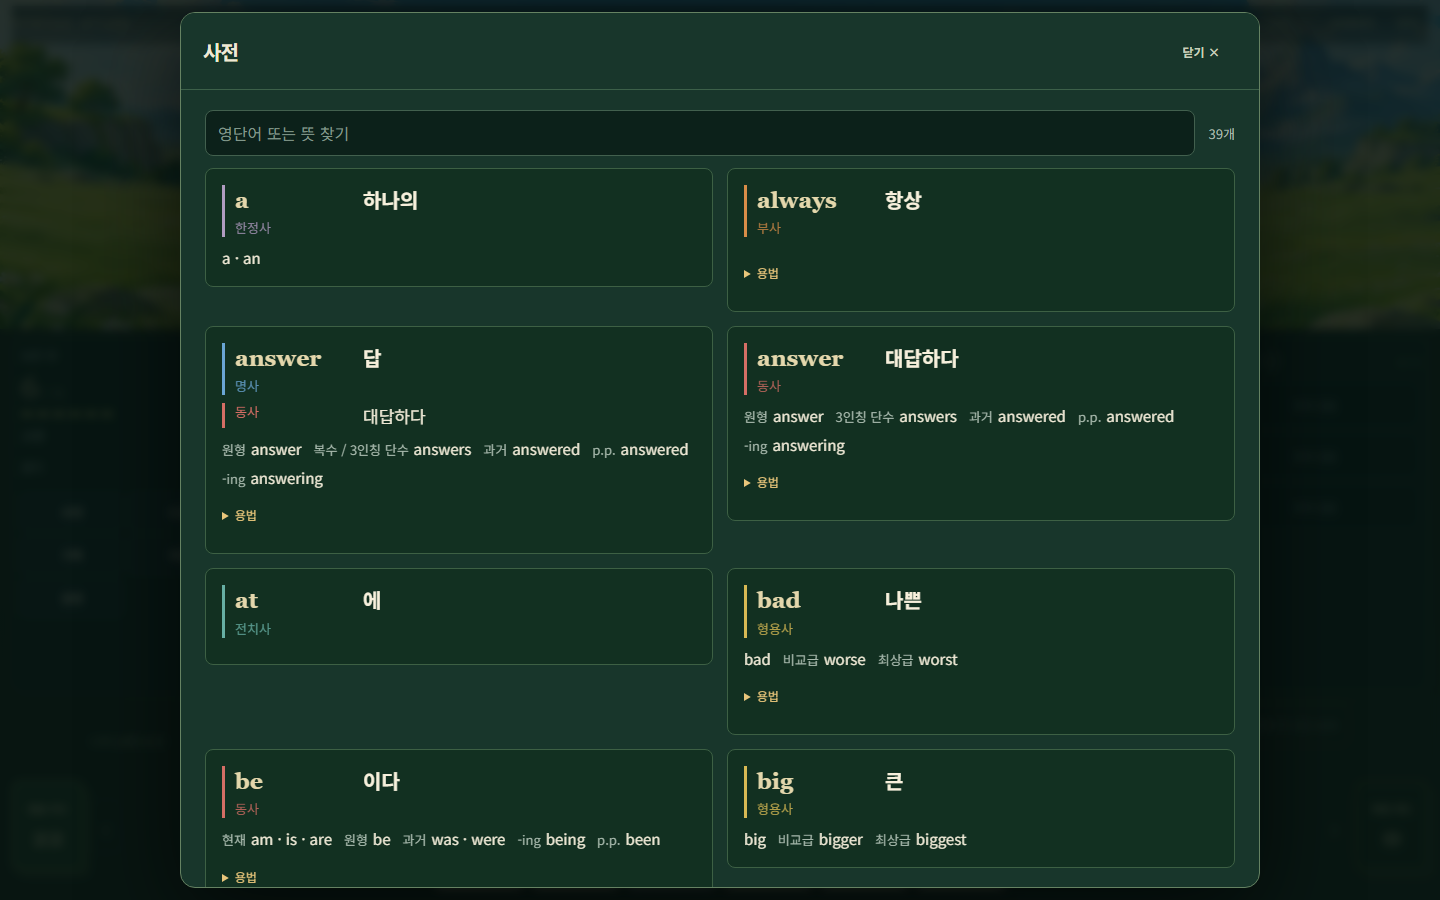 사전
닫기 ×
영단어 또는 뜻 찾기
39개
a 하나의
한정사
a · an
always 항상
부사
▶ 용법
answer 답
명사
동사 대답하다
원형 answer 복수 / 3인칭 단수 answers 과거 answered p.p. answered
-ing answering
▶ 용법
answer 대답하다
동사
원형 answer 3인칭 단수 answers 과거 answered p.p. answered
-ing answering
▶ 용법
at 에
전치사
bad 나쁜
형용사
bad 비교급 worse 최상급 worst
▶ 용법
be 이다
동사
현재 am · is · are 원형 be 과거 was · were -ing being p.p. been
▶ 용법
big 큰
형용사
big 비교급 bigger 최상급 biggest